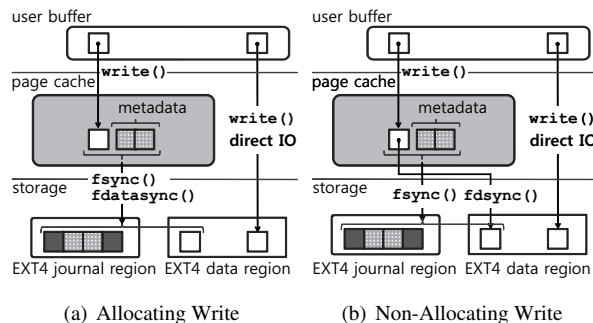 user buffer
write()
page cache
metadata
write()
direct IO
storage
fsync()
fdatasync()
EXT4 journal region
EXT4 data region
(a) Allocating Write
user buffer
write()
page cache
metadata
write()
direct IO
storage
fsync()
fdsync()
EXT4 journal region
EXT4 data region
(b) Non-Allocating Write